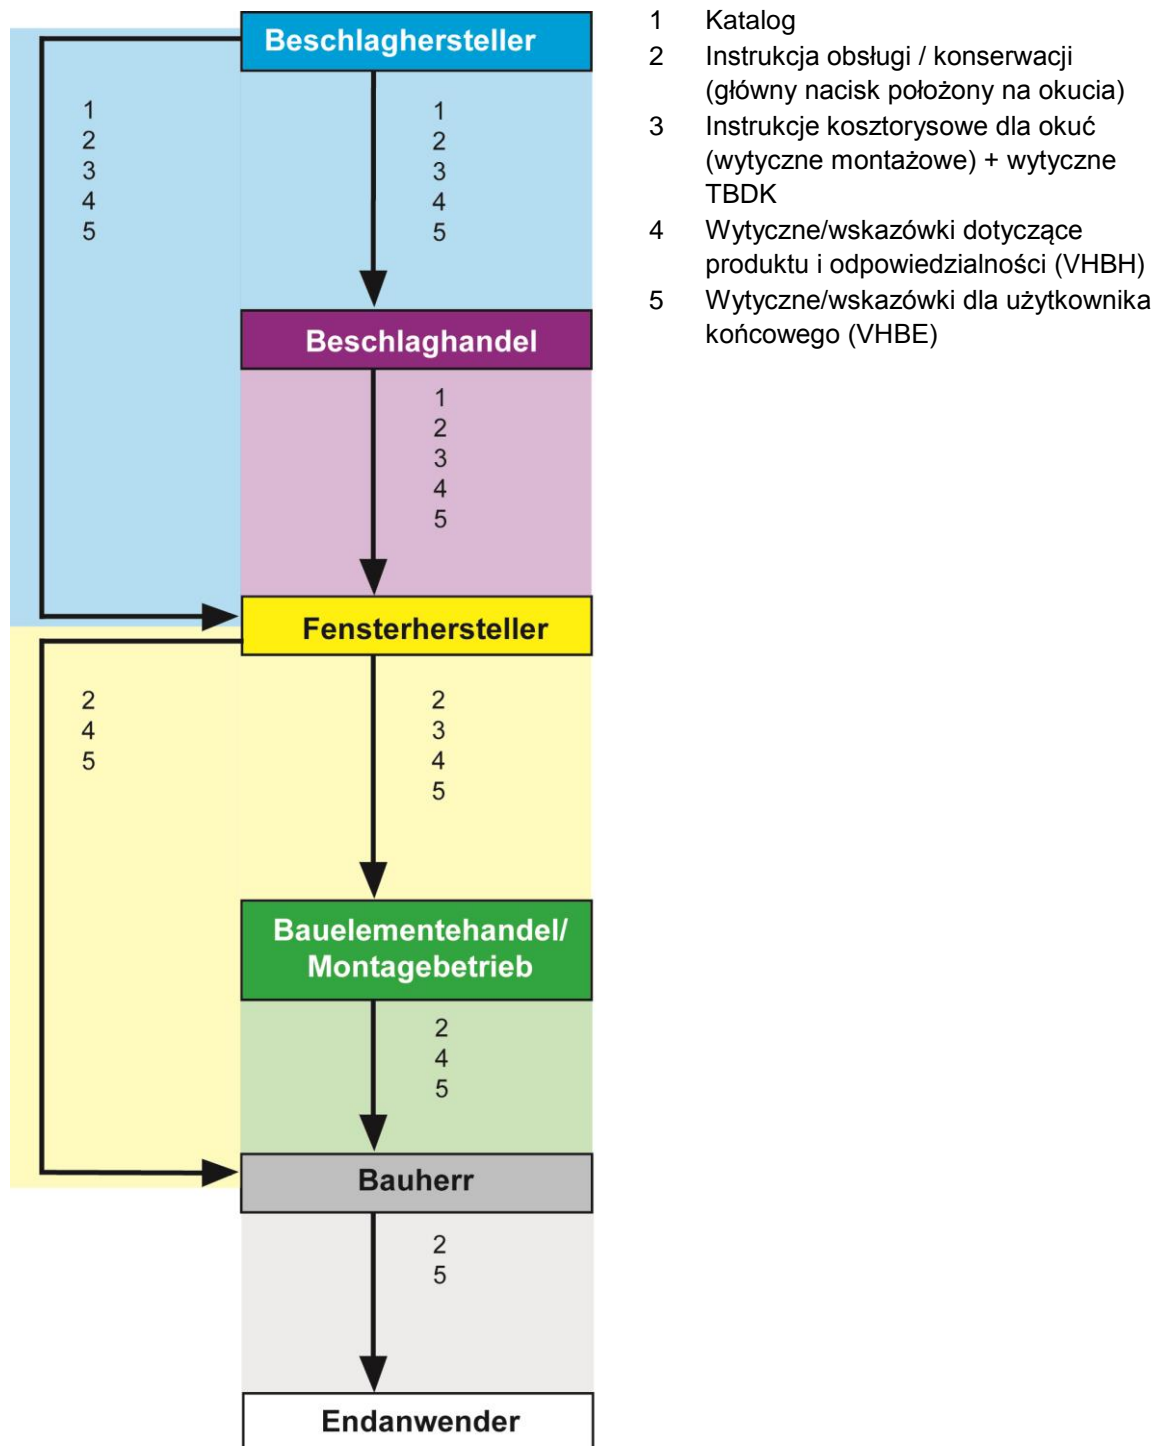 Beschlaghersteller
1
2
3
4
5
1
2
3
4
5
Beschlaghandel
1
2
3
4
5
Fensterhersteller
2
4
5
2
3
4
5
Bauelementehandel/
Montagebetrieb
2
4
5
Bauherr
2
5
Endanwender
1 Katalog
2 Instrukcja obsługi / konserwacji
(główny nacisk położony na okucia)
3 Instrukcje kosztorysowe dla okuć
(wytyczne montażowe) + wytyczne
TBDK
4 Wytyczne/wskazówki dotyczące
produktu i odpowiedzialności (VHBH)
5 Wytyczne/wskazówki dla użytkownika
końcowego (VHBE)